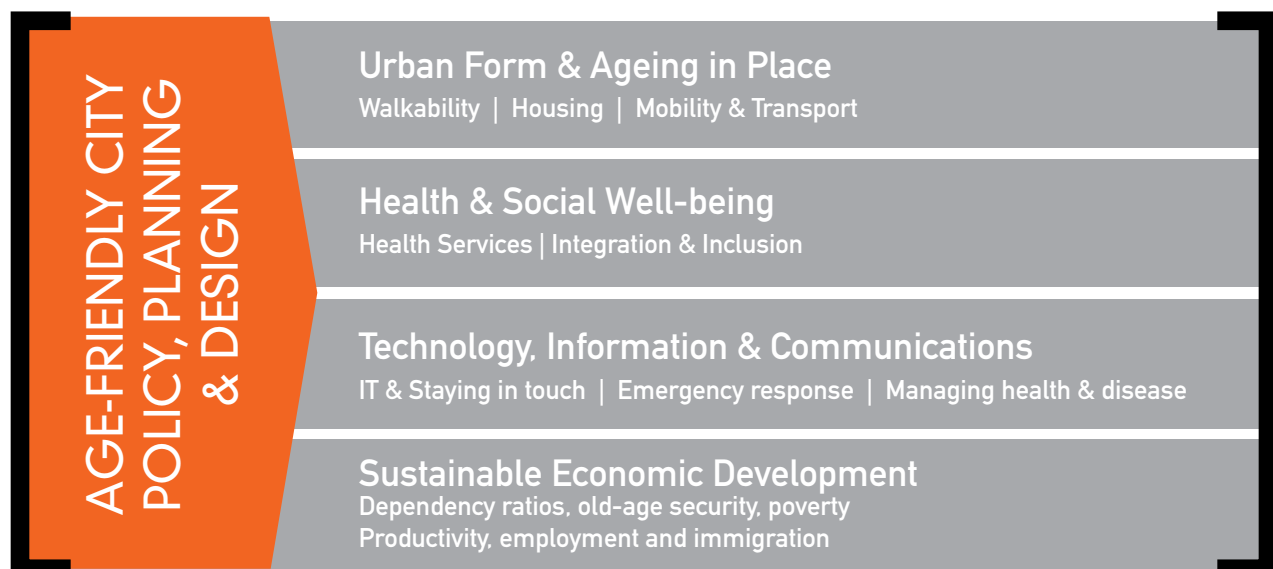 AGE-FRIENDLY CITY
POLICY, PLANNING
& DESIGN
Urban Form & Ageing in Place
Walkability | Housing | Mobility & Transport
Health & Social Well-being
Health Services | Integration & Inclusion
Technology, Information & Communications
IT & Staying in touch | Emergency response | Managing health & disease
Sustainable Economic Development
Dependency ratios, old-age security, poverty
Productivity, employment and immigration